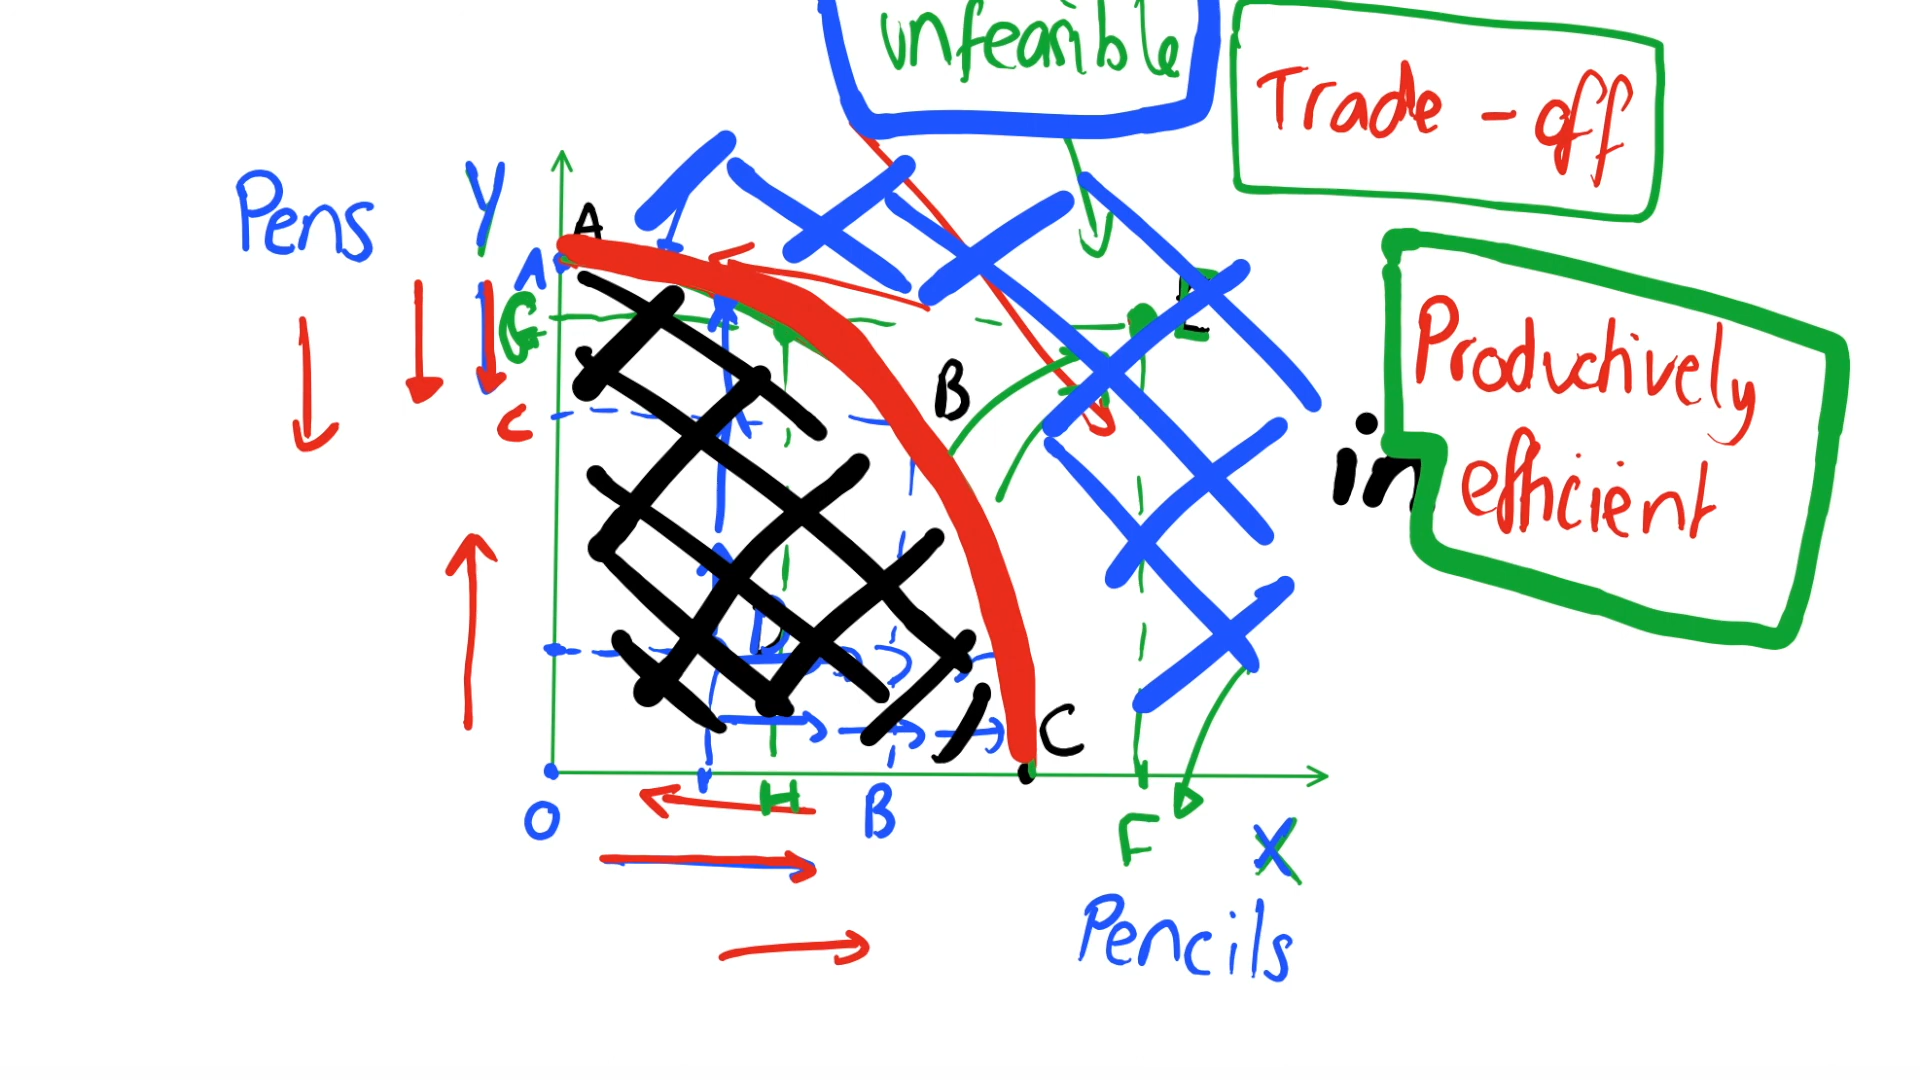 unfeasible
Trade - off
Pens
Y
A
A
G
C
B
E
Productively
in
efficient
D
C
O
H
B
F
X
Pencils